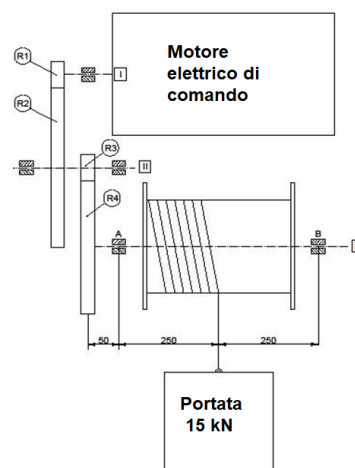 R1
I
Motore
elettrico di
comando
R2
R3
II
R4
A
B
50
250
250
Portata
15 kN